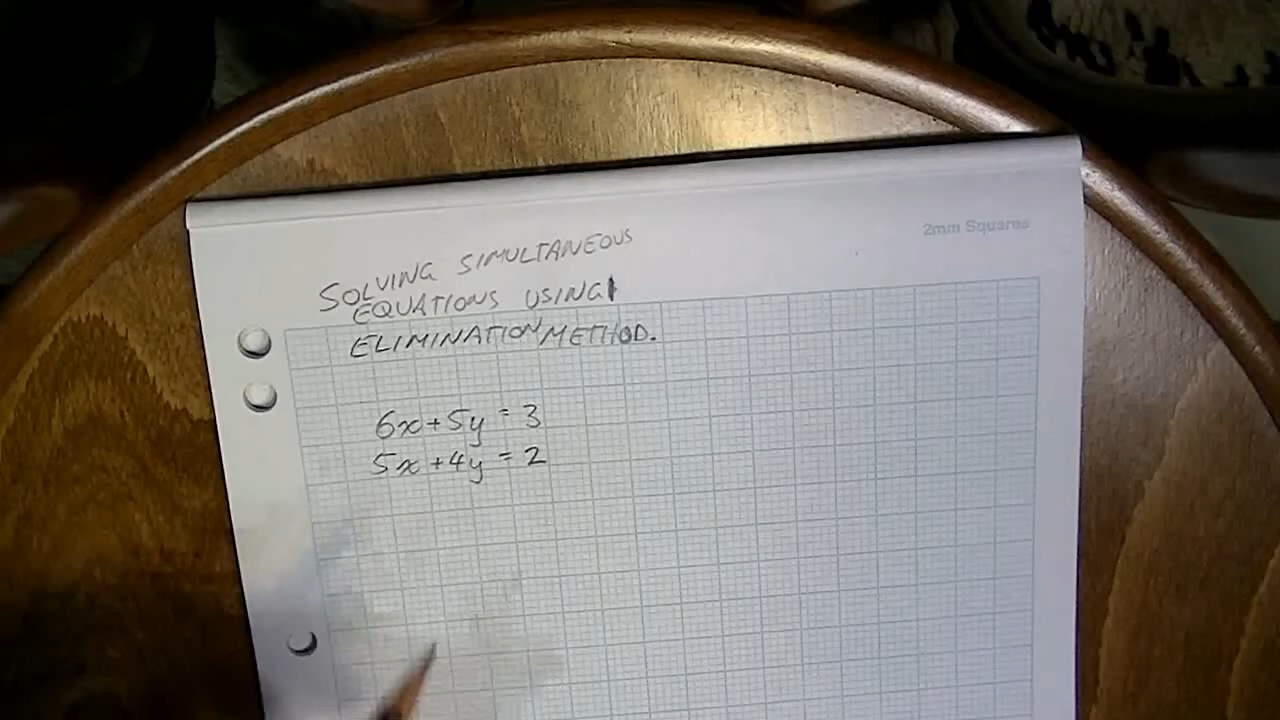 2mm Squares
SOLVING SIMULTANEOUS
EQUATIONS USING
ELIMINATION METHOD.
6x+5y = 3
5x+4y = 2